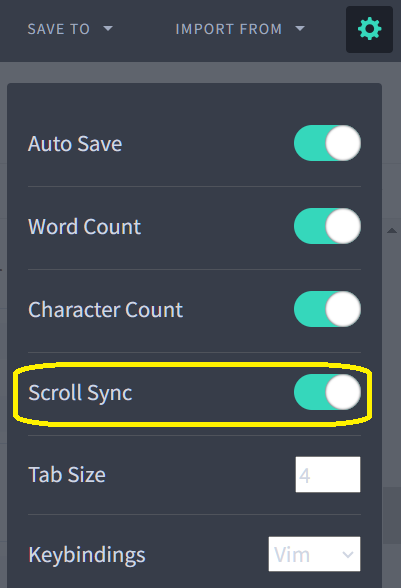 SAVE TO IMPORT FROM
Auto Save
Word Count
Character Count
Scroll Sync
Tab Size 4
Keybindings Vim